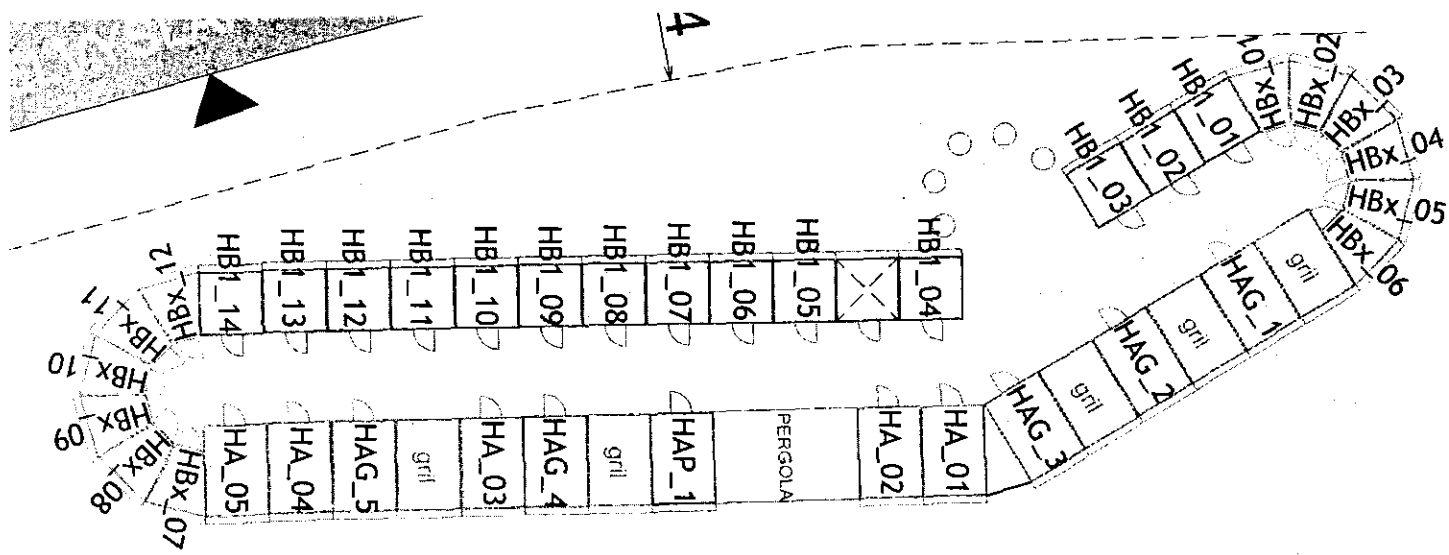 4
HB1_03
HB1_02
HB1_01
HBx_01
HBx_02
HBx_03
HBx_04
HBx_05
HBx_06
HBx_12
HB1_14
HB1_13
HB1_12
HB1_11
HB1_10
HB1_09
HB1_08
HB1_07
HB1_06
HB1_05
HB1_04
gril
HAG_1
gril
HAG_2
gril
HAG_3
HBx_11
HBx_10
HBx_09
HBx_08
HBx_07
HA_05
HA_04
HAG_5
gril
HA_03
HAG_4
gril
HAP_1
PERGOLA
HA_02
HA_01